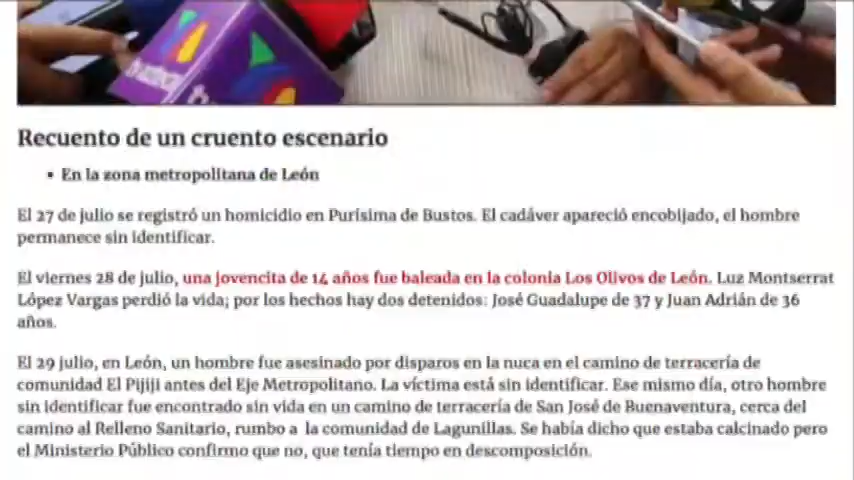 Recuento de un cruento escenario
• En la zona metropolitana de León
El 27 de julio se registró un homicidio en Purísima de Bustos. El cadáver apareció encobijado, el hombre
permanece sin identificar.
El viernes 28 de julio, una jovencita de 14 años fue baleada en la colonia Los Olivos de León. Luz Montserrat
López Vargas perdió la vida; por los hechos hay dos detenidos: José Guadalupe de 37 y Juan Adrián de 36
años.
El 29 julio, en León, un hombre fue asesinado por disparos en la nuca en el camino de terracería de
comunidad El Pijiji antes del Eje Metropolitano. La víctima está sin identificar. Ese mismo día, otro hombre
sin identificar fue encontrado sin vida en un camino de terracería de San José de Buenaventura, cerca del
camino al Relleno Sanitario, rumbo a la comunidad de Lagunillas. Se había dicho que estaba calcinado pero
el Ministerio Público confirmo que no, que tenía tiempo en descomposición.